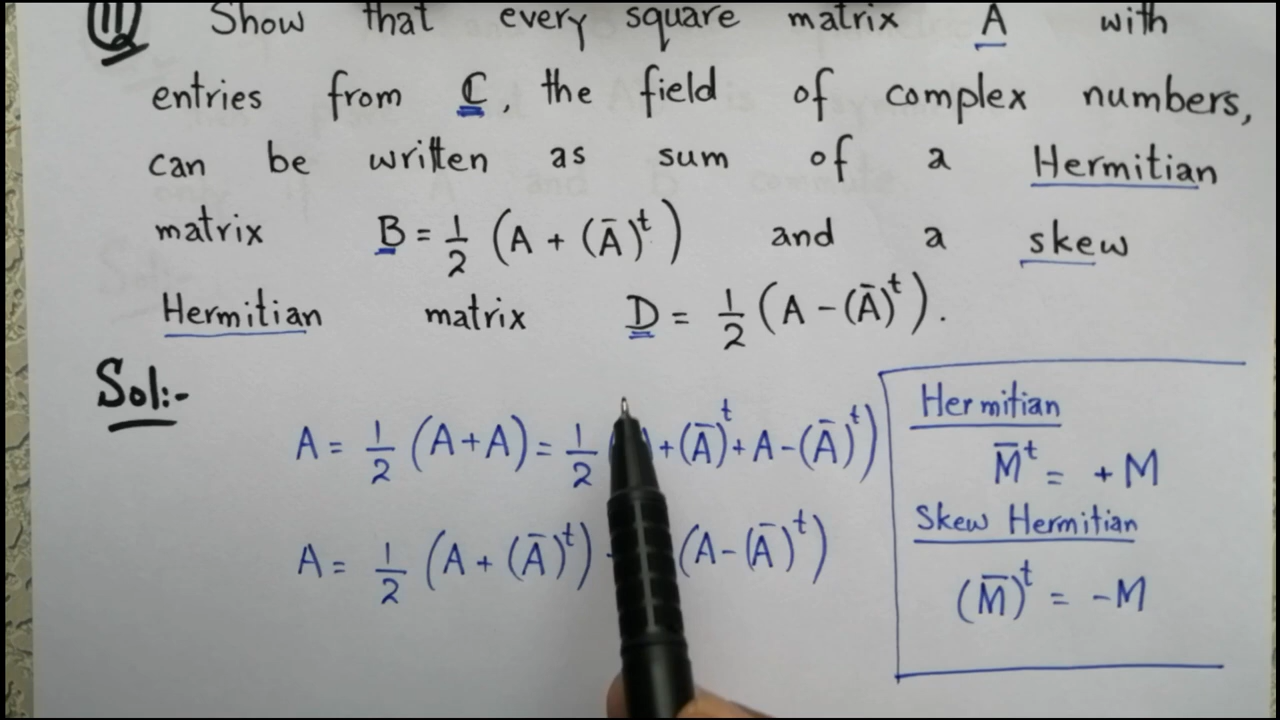 (11) Show that every square matrix A with
entries from C, the field of complex numbers,
can be written as sum of a Hermitian
matrix B = 1/2 (A + (Ā)^t) and a skew
Hermitian matrix D = 1/2 (A - (Ā)^t).
Sol:-
A = 1/2 (A+A) = 1/2 ( + (Ā)^t + A - (Ā)^t)
A = 1/2 (A + (Ā)^t) (A - (Ā)^t)
Hermitian
M̄^t = +M
Skew Hermitian
(M̄)^t = -M